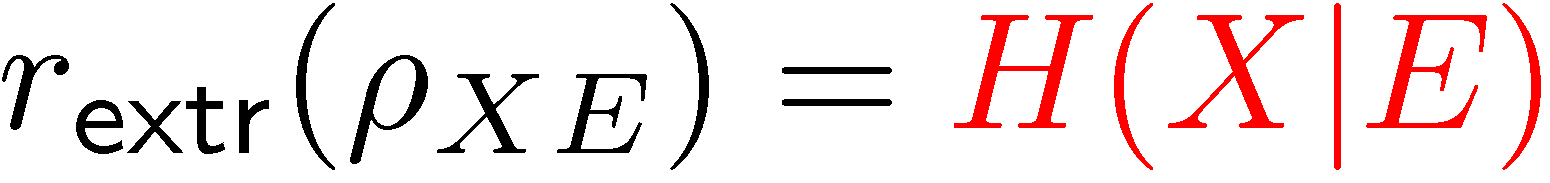 r_extr(ρ_XE) = H(X|E)